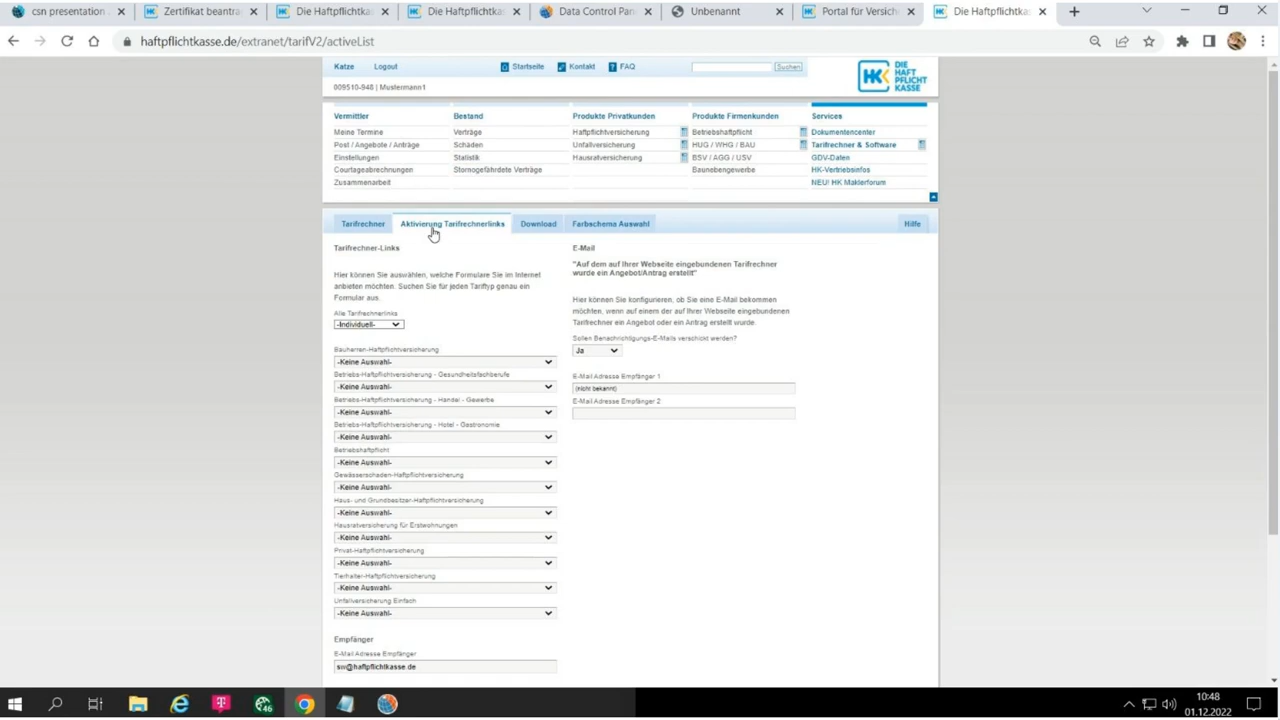 csn presentation
Zertifikat beantra
Die Haftpflichtkas
Die Haftpflichtka
Data Control Pan
Unbenannt
Portal für Versich
Die Haftpflichtka
haftpflichtkasse.de/extranet/tarifV2/activeList
Katze
Logout
Startseite
Kontakt
FAQ
Suchen
HK DIE HAFT PFLICHT KASSE
009510-948 | Mustermann1
Vermittler
Meine Termine
Post / Angebote / Anträge
Einstellungen
Courtageabrechnungen
Zusammenarbeit
Bestand
Verträge
Schäden
Statistik
Stornogefährdete Verträge
Produkte Privatkunden
Haftpflichtversicherung
Unfallversicherung
Hausratversicherung
Produkte Firmenkunden
Betriebshaftpflicht
HUG / WHG / BAU
BSV / AGG / USV
Baunebengewerbe
Services
Dokumentencenter
Tarifrechner & Software
GDV-Daten
HK-Vertriebsinfos
NEU! HK Maklerforum
Tarifrechner
Aktivierung Tarifrechnerlinks
Download
Farbschema Auswahl
Hilfe
Tarifrechner-Links
Hier können Sie auswählen, welche Formulare Sie im Internet
anbieten möchten. Suchen Sie für jeden Tariftyp genau ein
Formular aus.
Alle Tarifrechnerlinks
-Individuell-
Bauherren-Haftpflichtversicherung
-Keine Auswahl-
Betriebs-Haftpflichtversicherung - Gesundheitsfachberufe
-Keine Auswahl-
Betriebs-Haftpflichtversicherung - Handel - Gewerbe
-Keine Auswahl-
Betriebs-Haftpflichtversicherung - Hotel - Gastronomie
-Keine Auswahl-
Betriebshaftpflicht
-Keine Auswahl-
Gewässerschaden-Haftpflichtversicherung
-Keine Auswahl-
Haus- und Grundbesitzer-Haftpflichtversicherung
-Keine Auswahl-
Hausratversicherung für Erstwohnungen
-Keine Auswahl-
Privat-Haftpflichtversicherung
-Keine Auswahl-
Tierhalter-Haftpflichtversicherung
-Keine Auswahl-
Unfallversicherung Einfach
-Keine Auswahl-
Empfänger
E-Mail Adresse Empfänger
sw@haftpflichtkasse.de
E-Mail
"Auf dem auf Ihrer Webseite eingebundenen Tarifrechner
wurde ein Angebot/Antrag erstellt"
Hier können Sie konfigurieren, ob Sie eine E-Mail bekommen
möchten, wenn auf einem der auf Ihrer Webseite eingebundenen
Tarifrechner ein Angebot oder ein Antrag erstellt wurde.
Sollen Benachrichtigungs-E-Mails verschickt werden?
Ja
E-Mail Adresse Empfänger 1
(nicht bekannt)
E-Mail Adresse Empfänger 2
10:48
01.12.2022